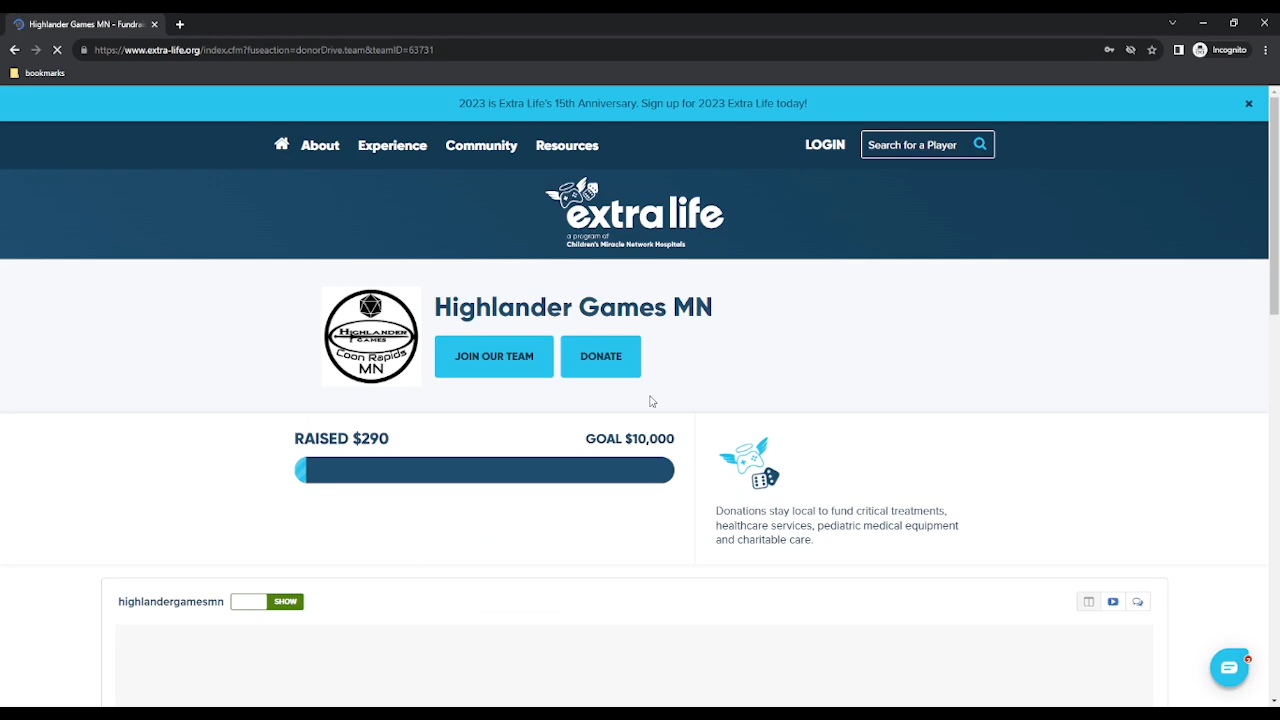 Highlander Games MN - Fundra
https://www.extra-life.org/index.cfm?fuseaction=donorDrive.team&teamID=63731
Incognito
bookmarks
2023 is Extra Life's 15th Anniversary. Sign up for 2023 Extra Life today!
About Experience Community Resources LOGIN Search for a Player
extralife
a program of
Children's Miracle Network Hospitals
HIGHLANDER
GAMES
Coon Rapids
MN
Highlander Games MN
JOIN OUR TEAM DONATE
RAISED $290 GOAL $10,000
Donations stay local to fund critical treatments,
healthcare services, pediatric medical equipment
and charitable care.
highlandergamesmn SHOW